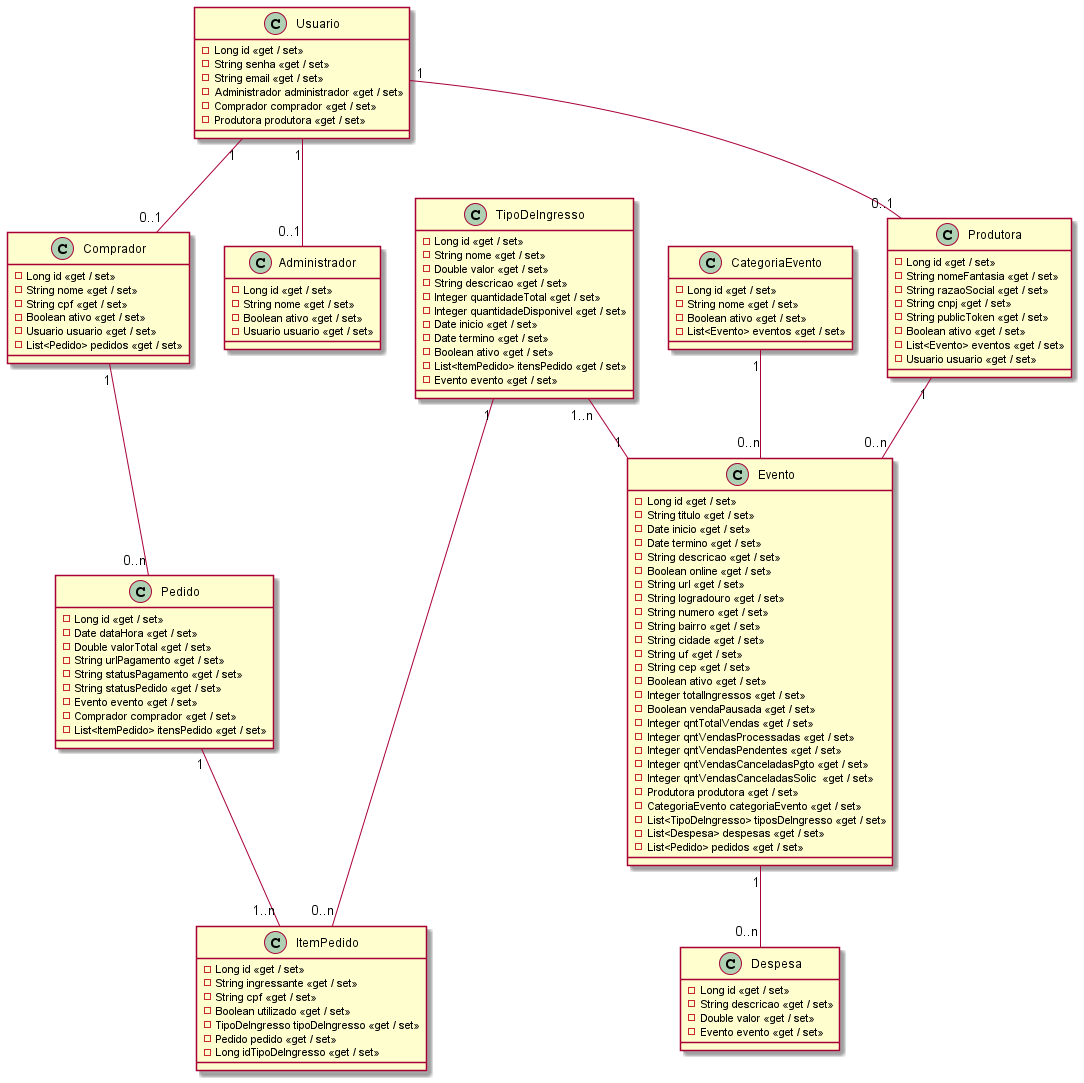 C Usuario
Long id «get / set»
String senha «get / set»
String email «get / set»
Administrador administrador «get / set»
Comprador comprador «get / set»
Produtora produtora «get / set»
1
1
1
0..1
0..1
0..1
C Comprador
Long id «get / set»
String nome «get / set»
String cpf «get / set»
Boolean ativo «get / set»
Usuario usuario «get / set»
List<Pedido> pedidos «get / set»
C Administrador
Long id «get / set»
String nome «get / set»
Boolean ativo «get / set»
Usuario usuario «get / set»
C TipoDeIngresso
Long id «get / set»
String nome «get / set»
Double valor «get / set»
String descricao «get / set»
Integer quantidadeTotal «get / set»
Integer quantidadeDisponivel «get / set»
Date inicio «get / set»
Date termino «get / set»
Boolean ativo «get / set»
List<ItemPedido> itensPedido «get / set»
Evento evento «get / set»
C CategoriaEvento
Long id «get / set»
String nome «get / set»
Boolean ativo «get / set»
List<Evento> eventos «get / set»
C Produtora
Long id «get / set»
String nomeFantasia «get / set»
String razaoSocial «get / set»
String cnpj «get / set»
String publicToken «get / set»
Boolean ativo «get / set»
List<Evento> eventos «get / set»
Usuario usuario «get / set»
1
1
1..n
1
1
0..n
1
0..n
0..n
C Pedido
Long id «get / set»
Date dataHora «get / set»
Double valorTotal «get / set»
String urlPagamento «get / set»
String statusPagamento «get / set»
String statusPedido «get / set»
Evento evento «get / set»
Comprador comprador «get / set»
List<ItemPedido> itensPedido «get / set»
C Evento
Long id «get / set»
String titulo «get / set»
Date inicio «get / set»
Date termino «get / set»
String descricao «get / set»
Boolean online «get / set»
String url «get / set»
String logradouro «get / set»
String numero «get / set»
String bairro «get / set»
String cidade «get / set»
String uf «get / set»
String cep «get / set»
Boolean ativo «get / set»
Integer totalIngressos «get / set»
Boolean vendaPausada «get / set»
Integer qntTotalVendas «get / set»
Integer qntVendasProcessadas «get / set»
Integer qntVendasPendentes «get / set»
Integer qntVendasCanceladasPgto «get / set»
Integer qntVendasCanceladasSolic «get / set»
Produtora produtora «get / set»
CategoriaEvento categoriaEvento «get / set»
List<TipoDeIngresso> tiposDeIngresso «get / set»
List<Despesa> despesas «get / set»
List<Pedido> pedidos «get / set»
1
1..n
0..n
1
0..n
C ItemPedido
Long id «get / set»
String ingressante «get / set»
String cpf «get / set»
Boolean utilizado «get / set»
TipoDeIngresso tipoDeIngresso «get / set»
Pedido pedido «get / set»
Long idTipoDeIngresso «get / set»
C Despesa
Long id «get / set»
String descricao «get / set»
Double valor «get / set»
Evento evento «get / set»